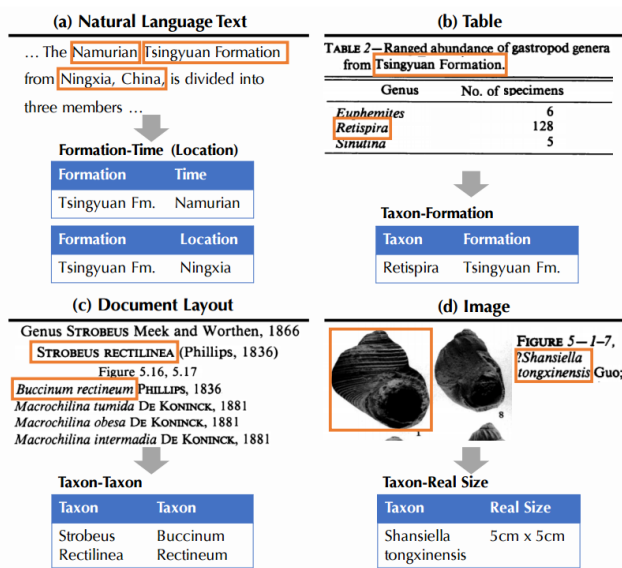 (a) Natural Language Text
… The Namurian Tsingyuan Formation
from Ningxia, China, is divided into
three members …
Formation-Time (Location)
Formation Time
Tsingyuan Fm. Namurian
Formation Location
Tsingyuan Fm. Ningxia
(b) Table
TABLE 2—Ranged abundance of gastropod genera
from Tsingyuan Formation.
Genus No. of specimens
Euphemites 6
Retispira 128
Sinutina 5
Taxon-Formation
Taxon Formation
Retispira Tsingyuan Fm.
(c) Document Layout
Genus STROBEUS Meek and Worthen, 1866
STROBEUS RECTILINEA (Phillips, 1836)
Figure 5.16, 5.17
Buccinum rectineum PHILLIPS, 1836
Macrochilina tumida DE KONINCK, 1881
Macrochilina obesa DE KONINCK, 1881
Macrochilina intermadia DE KONINCK, 1881
Taxon-Taxon
Taxon Taxon
Strobeus Buccinum
Rectilinea Rectineum
(d) Image
FIGURE 5—1–7,
?Shansiella
tongxinensis Guo;
1
8
Taxon-Real Size
Taxon Real Size
Shansiella 5cm x 5cm
tongxinensis